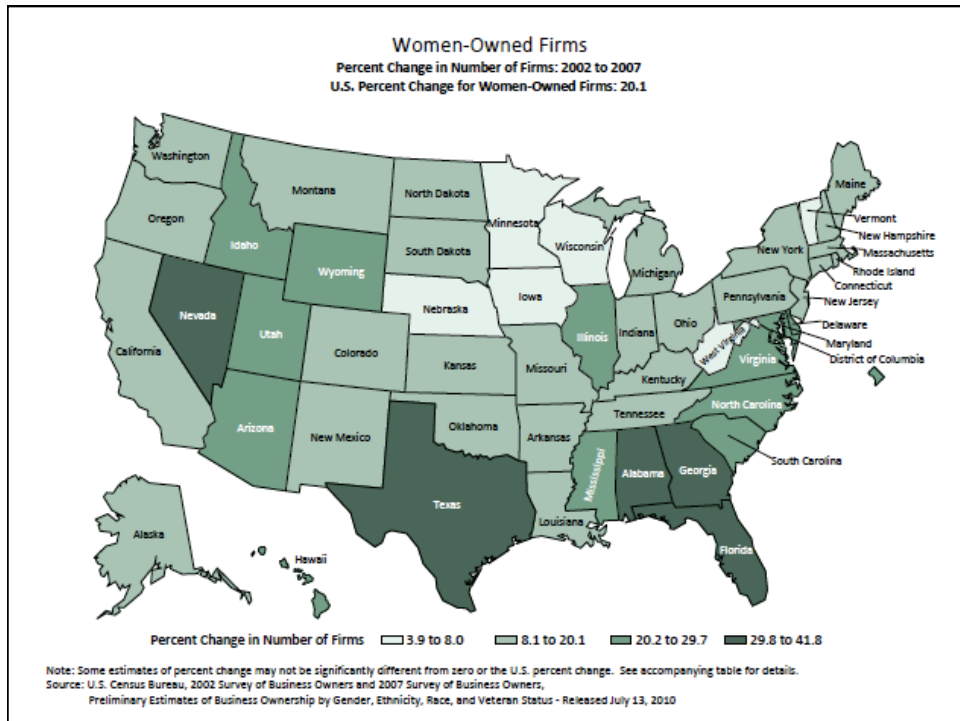 Women-Owned Firms
Percent Change in Number of Firms: 2002 to 2007
U.S. Percent Change for Women-Owned Firms: 20.1
Washington
Montana
North Dakota
Minnesota
Maine
Oregon
Idaho
Wyoming
South Dakota
Wisconsin
Michigan
New York
Vermont
New Hampshire
Massachusetts
Rhode Island
Connecticut
New Jersey
Nevada
Utah
Colorado
Nebraska
Iowa
Illinois
Indiana
Ohio
Pennsylvania
Delaware
Maryland
District of Columbia
California
Kansas
Missouri
Kentucky
West Virginia
Virginia
Arizona
New Mexico
Oklahoma
Arkansas
Tennessee
North Carolina
South Carolina
Texas
Louisiana
Mississippi
Alabama
Georgia
Florida
Alaska
Hawaii
Percent Change in Number of Firms 3.9 to 8.0 8.1 to 20.1 20.2 to 29.7 29.8 to 41.8
Note: Some estimates of percent change may not be significantly different from zero or the U.S. percent change. See accompanying table for details.
Source: U.S. Census Bureau, 2002 Survey of Business Owners and 2007 Survey of Business Owners,
Preliminary Estimates of Business Ownership by Gender, Ethnicity, Race, and Veteran Status - Released July 13, 2010